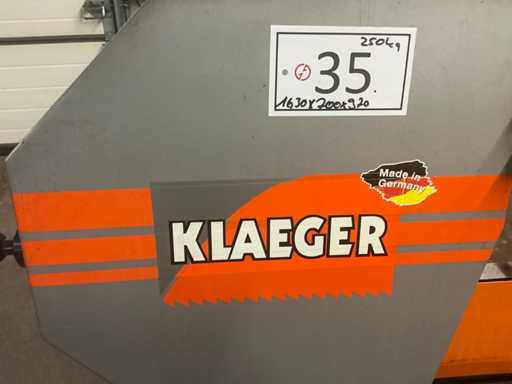 250kg
35.
1630x700x920
Made in
Germany
KLAEGER